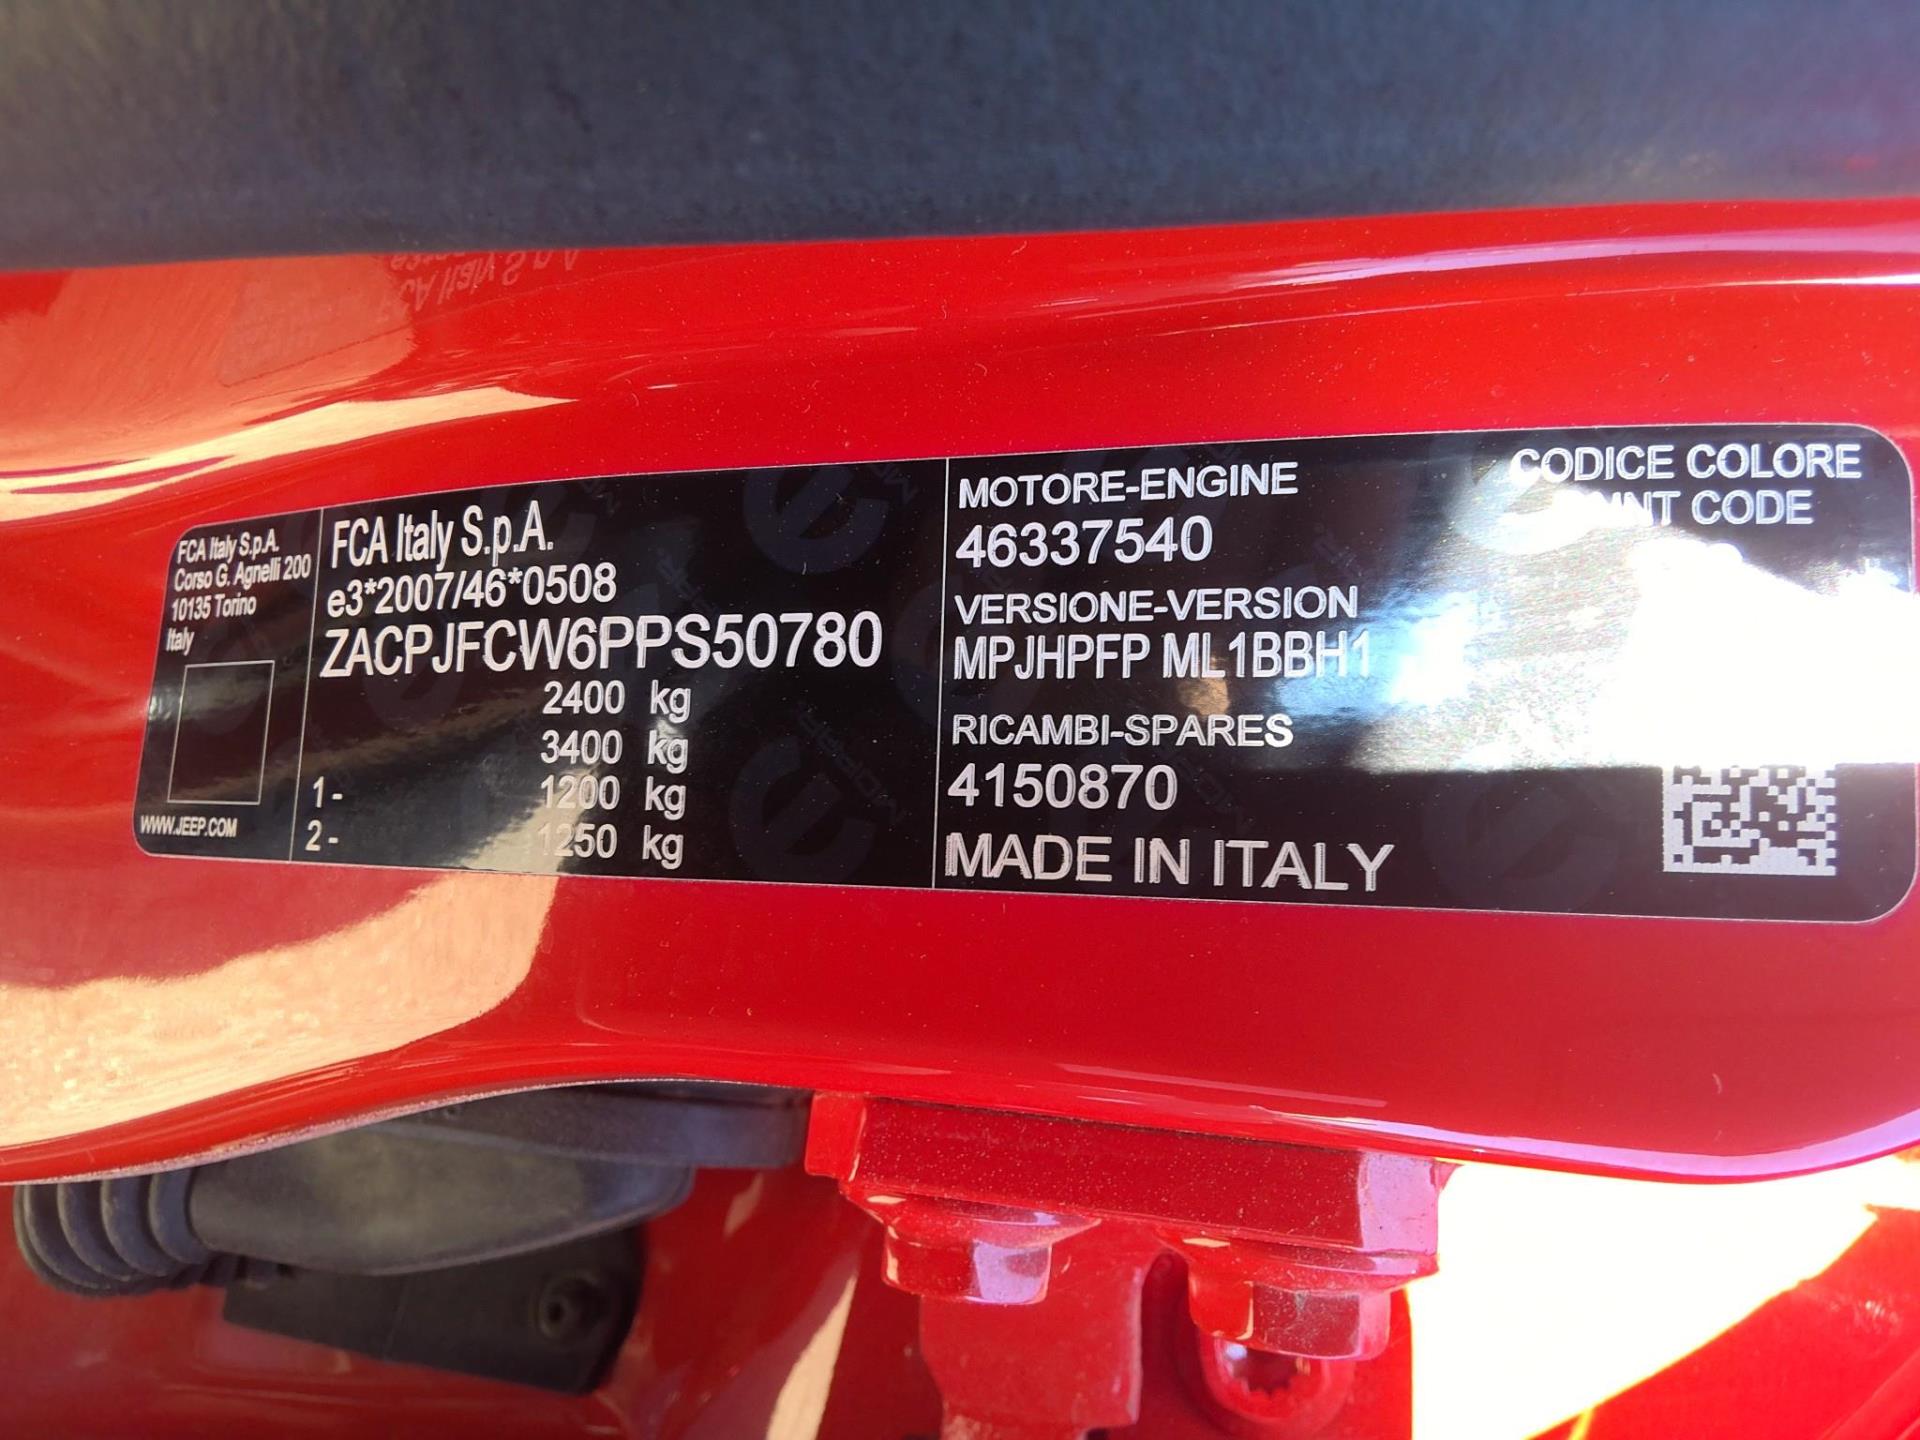 FCA Italy S.p.A.
Corso G. Agnelli 200
10135 Torino
Italy
WWW.JEEP.COM
FCA Italy S.p.A.
e3*2007/46*0508
ZACPJFCW6PPS50780
2400 kg
3400 kg
1- 1200 kg
2- 1250 kg
MOTORE-ENGINE
46337540
VERSIONE-VERSION
MPJHPFP ML1BBH1
RICAMBI-SPARES
4150870
MADE IN ITALY
CODICE COLORE
CODE